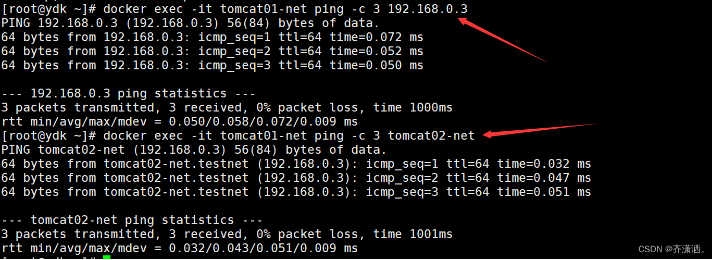 [root@ydk ~]# docker exec -it tomcat01-net ping -c 3 192.168.0.3
PING 192.168.0.3 (192.168.0.3) 56(84) bytes of data.
64 bytes from 192.168.0.3: icmp_seq=1 ttl=64 time=0.072 ms
64 bytes from 192.168.0.3: icmp_seq=2 ttl=64 time=0.052 ms
64 bytes from 192.168.0.3: icmp_seq=3 ttl=64 time=0.050 ms
--- 192.168.0.3 ping statistics ---
3 packets transmitted, 3 received, 0% packet loss, time 1000ms
rtt min/avg/max/mdev = 0.050/0.058/0.072/0.009 ms
[root@ydk ~]# docker exec -it tomcat01-net ping -c 3 tomcat02-net
PING tomcat02-net (192.168.0.3) 56(84) bytes of data.
64 bytes from tomcat02-net.testnet (192.168.0.3): icmp_seq=1 ttl=64 time=0.032 ms
64 bytes from tomcat02-net.testnet (192.168.0.3): icmp_seq=2 ttl=64 time=0.047 ms
64 bytes from tomcat02-net.testnet (192.168.0.3): icmp_seq=3 ttl=64 time=0.051 ms
--- tomcat02-net ping statistics ---
3 packets transmitted, 3 received, 0% packet loss, time 1001ms
rtt min/avg/max/mdev = 0.032/0.043/0.051/0.009 ms
CSDN @齐潇洒、